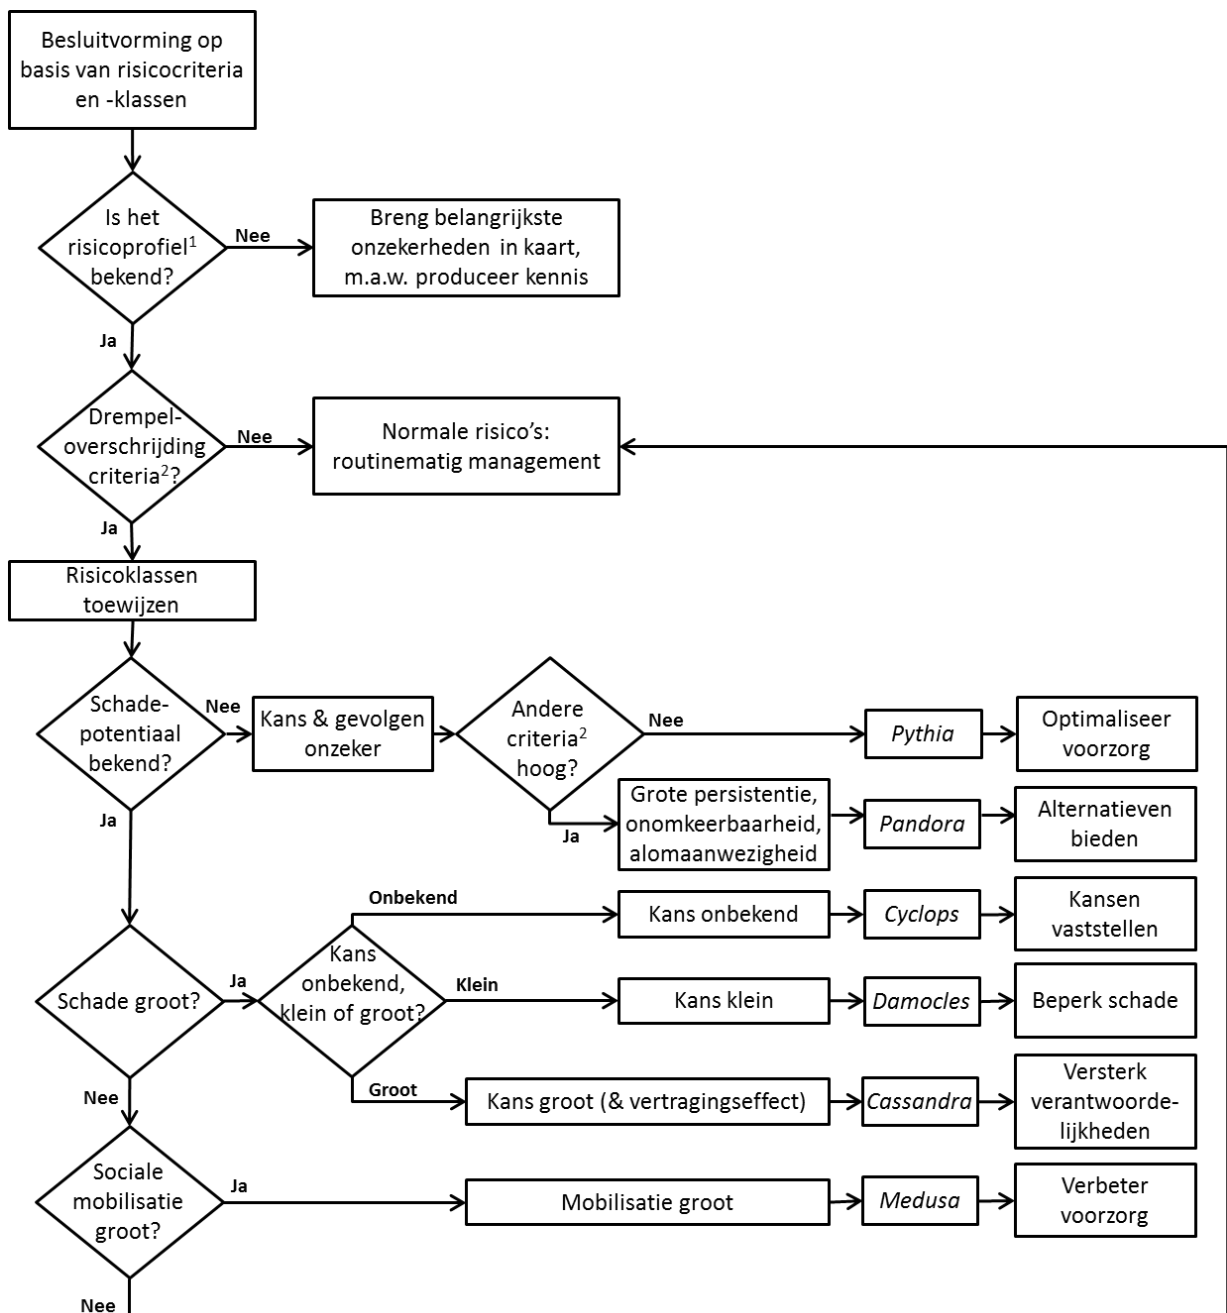 Besluitvorming op
basis van risicocriteria
en -klassen
Is het
risicoprofiel¹
bekend?
Nee
Breng belangrijkste
onzekerheden in kaart,
m.a.w. produceer kennis
Ja
Drempel-
overschrijding
criteria²?
Nee
Normale risico's:
routinematig management
Ja
Risicoklassen
toewijzen
Schade-
potentiaal
bekend?
Nee
Kans & gevolgen
onzeker
Andere
criteria²
hoog?
Nee
Pythia
Optimaliseer
voorzorg
Ja
Grote persistentie,
onomkeerbaarheid,
alomaanwezigheid
Pandora
Alternatieven
bieden
Ja
Schade groot?
Ja
Kans
onbekend,
klein of groot?
Onbekend
Kans onbekend
Cyclops
Kansen
vaststellen
Klein
Kans klein
Damocles
Beperk schade
Groot
Kans groot (& vertragingseffect)
Cassandra
Versterk
verantwoorde-
lijkheden
Nee
Sociale
mobilisatie
groot?
Ja
Mobilisatie groot
Medusa
Verbeter
voorzorg
Nee